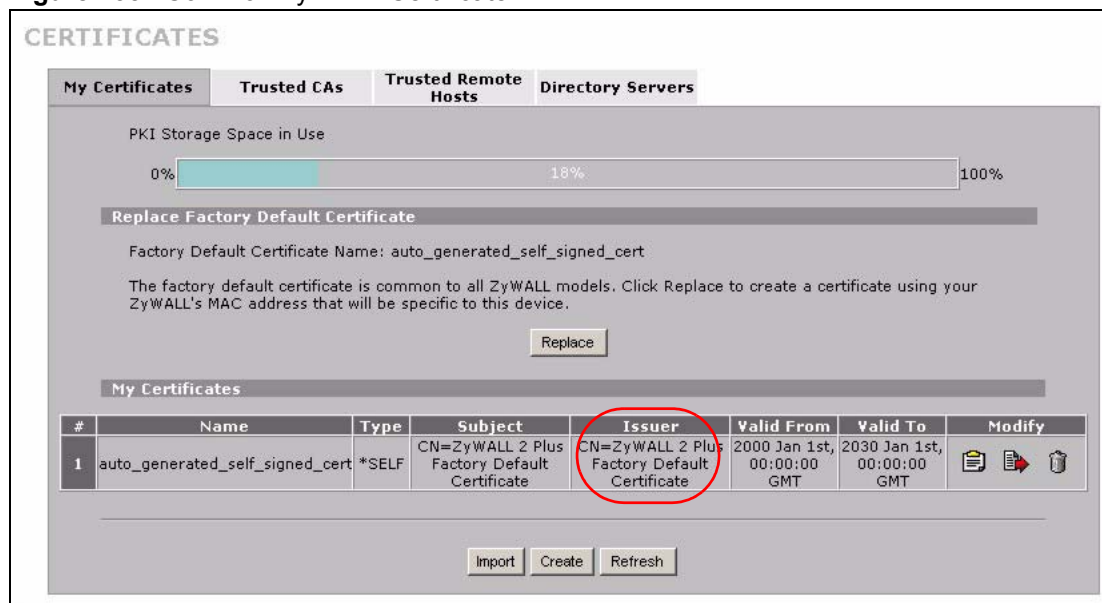 CERTIFICATES
My Certificates
Trusted CAs
Trusted Remote
Hosts
Directory Servers
PKI Storage Space in Use
0%
18%
100%
Replace Factory Default Certificate
Factory Default Certificate Name: auto_generated_self_signed_cert
The factory default certificate is common to all ZyWALL models. Click Replace to create a certificate using your
ZyWALL's MAC address that will be specific to this device.
Replace
My Certificates
# Name Type Subject Issuer Valid From Valid To Modify
1 auto_generated_self_signed_cert *SELF
CN=ZyWALL 2 Plus
Factory Default
Certificate
CN=ZyWALL 2 Plus
Factory Default
Certificate
2000 Jan 1st,
00:00:00
GMT
2030 Jan 1st,
00:00:00
GMT
Import
Create
Refresh